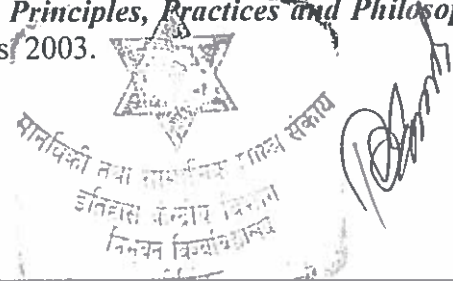 Principles, Practices and Philosop
s 2003.
मानविकी तथा सामाजिक शास्त्र संकाय
इतिहास केन्द्रीय विभाग
त्रिभुवन विश्वविद्यालय